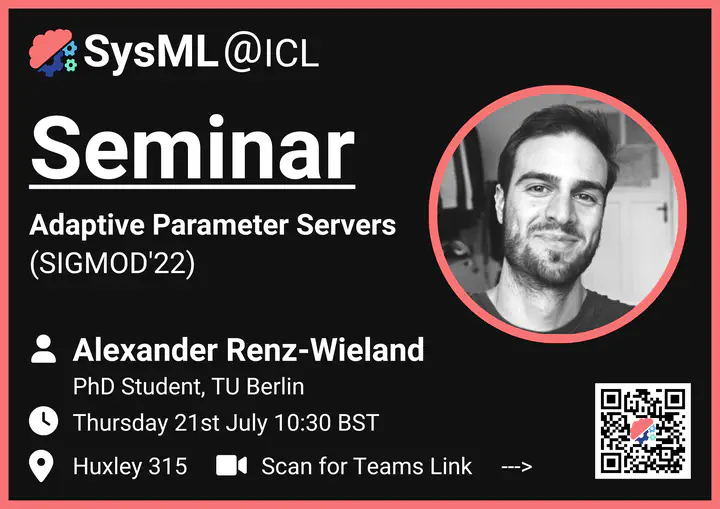 SysML@ICL
Seminar
Adaptive Parameter Servers
(SIGMOD'22)
Alexander Renz-Wieland
PhD Student, TU Berlin
Thursday 21st July 10:30 BST
Huxley 315 Scan for Teams Link --->